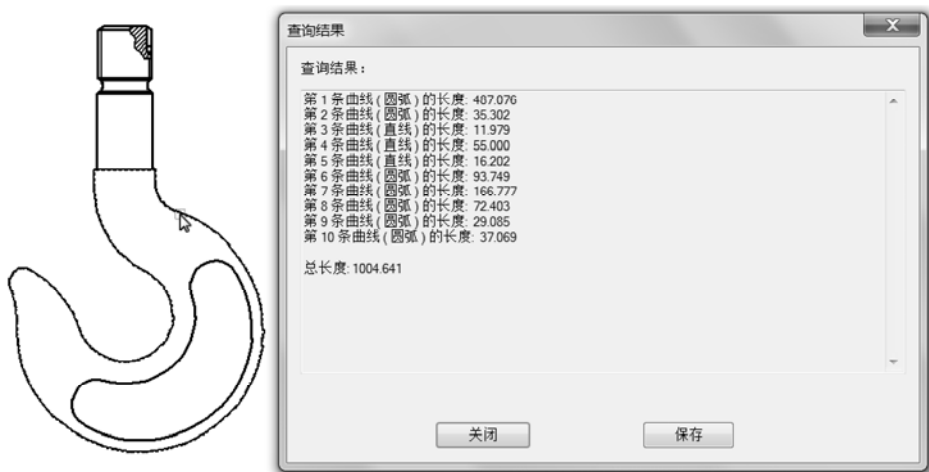 查询结果
查询结果：
第 1 条曲线 ( 圆弧 ) 的长度: 487.076
第 2 条曲线 ( 圆弧 ) 的长度: 35.302
第 3 条曲线 ( 直线 ) 的长度: 11.979
第 4 条曲线 ( 直线 ) 的长度: 55.000
第 5 条曲线 ( 直线 ) 的长度: 16.202
第 6 条曲线 ( 圆弧 ) 的长度: 93.749
第 7 条曲线 ( 圆弧 ) 的长度: 166.777
第 8 条曲线 ( 圆弧 ) 的长度: 72.403
第 9 条曲线 ( 圆弧 ) 的长度: 29.085
第 10 条曲线 ( 圆弧 ) 的长度: 37.069
总长度: 1004.641
关闭
保存